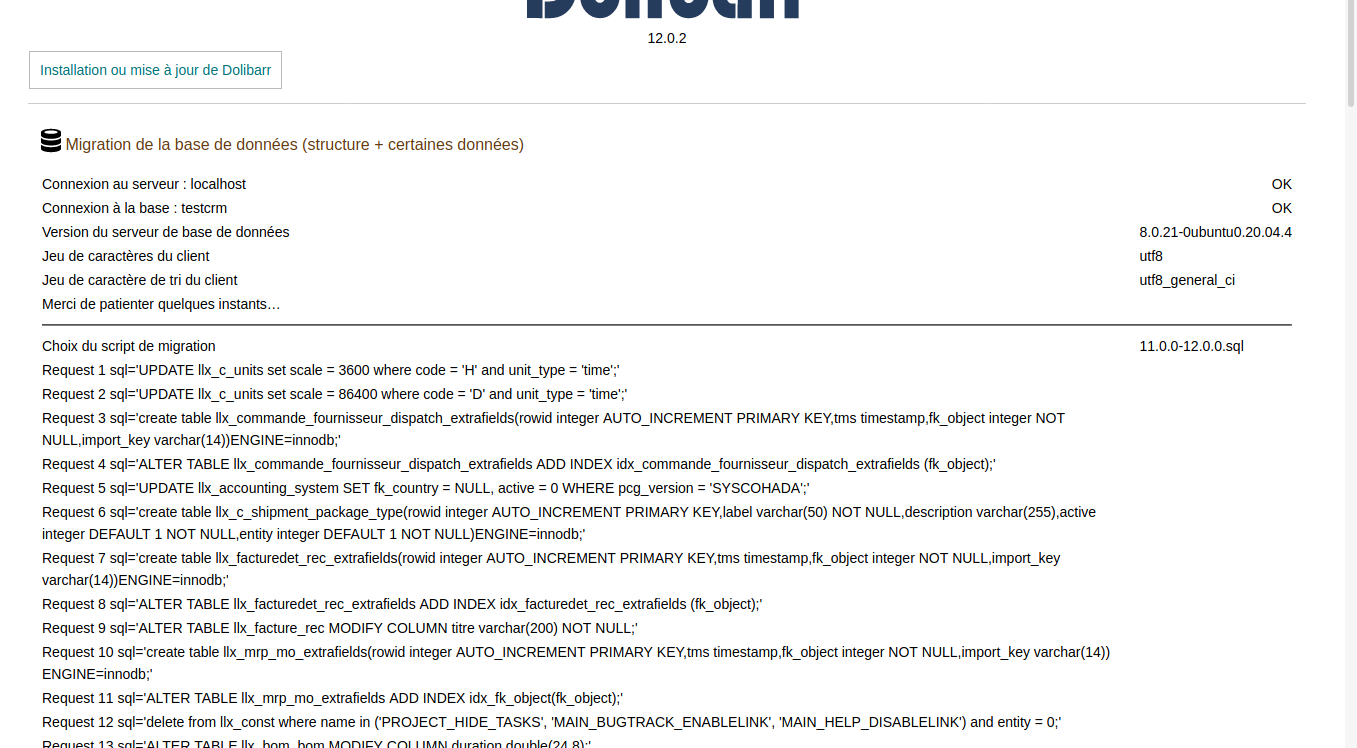 Dolibarr
12.0.2
Installation ou mise à jour de Dolibarr
Migration de la base de données (structure + certaines données)
Connexion au serveur : localhost OK
Connexion à la base : testcrm OK
Version du serveur de base de données 8.0.21-0ubuntu0.20.04.4
Jeu de caractères du client utf8
Jeu de caractère de tri du client utf8_general_ci
Merci de patienter quelques instants…
Choix du script de migration 11.0.0-12.0.0.sql
Request 1 sql='UPDATE llx_c_units set scale = 3600 where code = 'H' and unit_type = 'time';'
Request 2 sql='UPDATE llx_c_units set scale = 86400 where code = 'D' and unit_type = 'time';'
Request 3 sql='create table llx_commande_fournisseur_dispatch_extrafields(rowid integer AUTO_INCREMENT PRIMARY KEY,tms timestamp,fk_object integer NOT
NULL,import_key varchar(14))ENGINE=innodb;'
Request 4 sql='ALTER TABLE llx_commande_fournisseur_dispatch_extrafields ADD INDEX idx_commande_fournisseur_dispatch_extrafields (fk_object);'
Request 5 sql='UPDATE llx_accounting_system SET fk_country = NULL, active = 0 WHERE pcg_version = 'SYSCOHADA';'
Request 6 sql='create table llx_c_shipment_package_type(rowid integer AUTO_INCREMENT PRIMARY KEY,label varchar(50) NOT NULL,description varchar(255),active
integer DEFAULT 1 NOT NULL,entity integer DEFAULT 1 NOT NULL)ENGINE=innodb;'
Request 7 sql='create table llx_facturedet_rec_extrafields(rowid integer AUTO_INCREMENT PRIMARY KEY,tms timestamp,fk_object integer NOT NULL,import_key
varchar(14))ENGINE=innodb;'
Request 8 sql='ALTER TABLE llx_facturedet_rec_extrafields ADD INDEX idx_facturedet_rec_extrafields (fk_object);'
Request 9 sql='ALTER TABLE llx_facture_rec MODIFY COLUMN titre varchar(200) NOT NULL;'
Request 10 sql='create table llx_mrp_mo_extrafields(rowid integer AUTO_INCREMENT PRIMARY KEY,tms timestamp,fk_object integer NOT NULL,import_key varchar(14))
ENGINE=innodb;'
Request 11 sql='ALTER TABLE llx_mrp_mo_extrafields ADD INDEX idx_fk_object(fk_object);'
Request 12 sql='delete from llx_const where name in ('PROJECT_HIDE_TASKS', 'MAIN_BUGTRACK_ENABLELINK', 'MAIN_HELP_DISABLELINK') and entity = 0;'
Request 13 sql='ALTER TABLE llx_bom_bom MODIFY COLUMN duration double(24,8);'